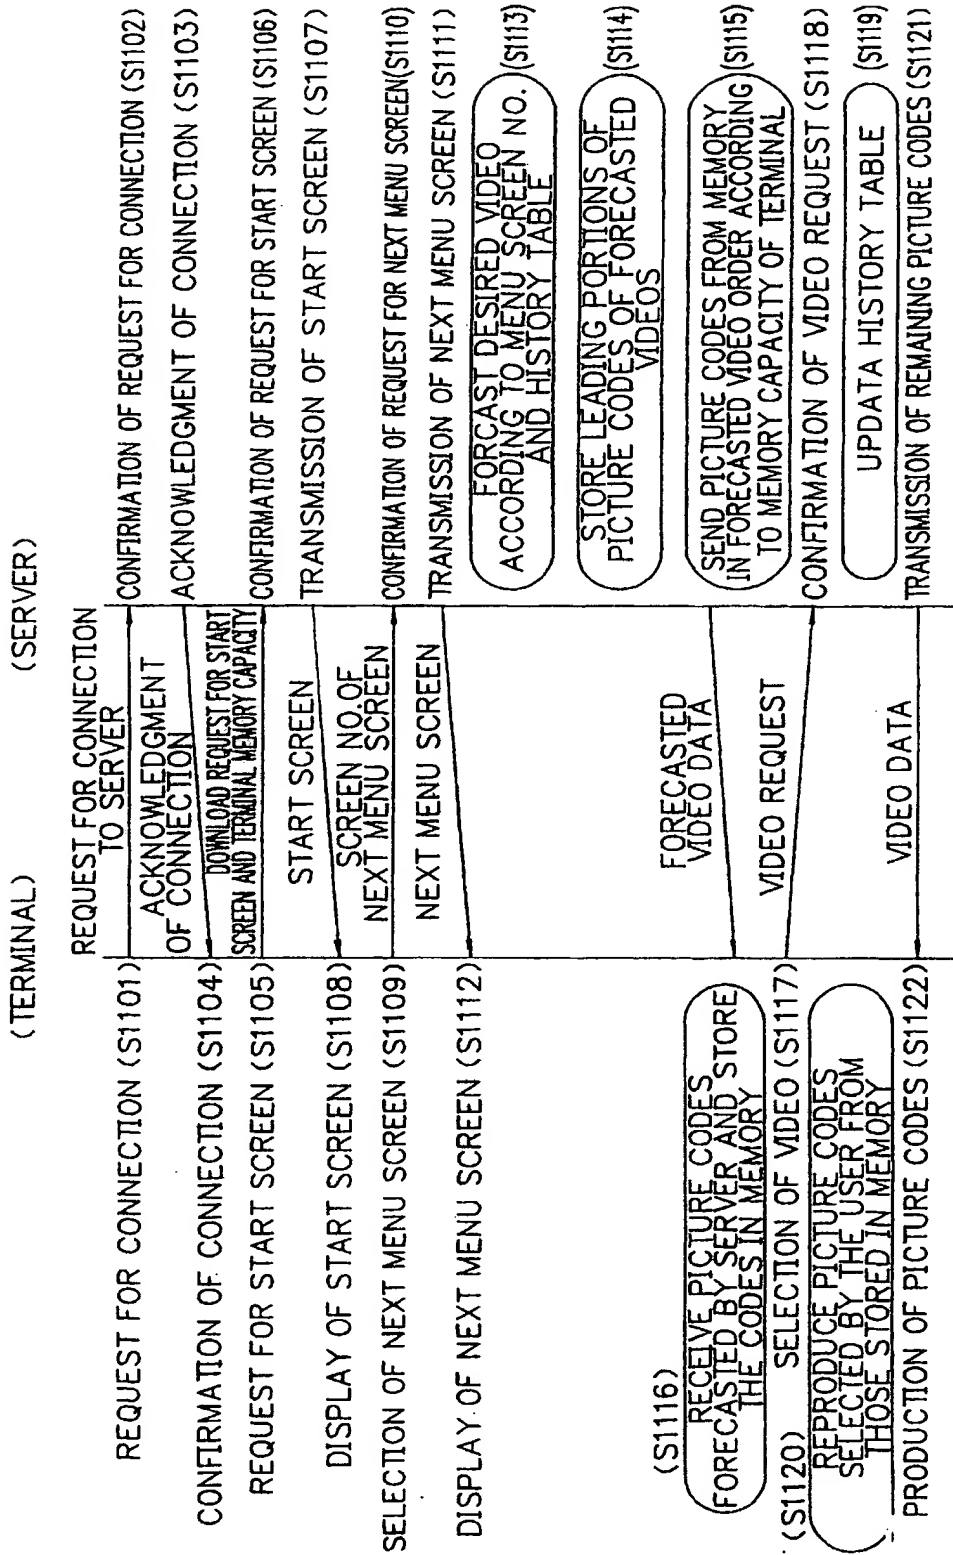 (TERMINAL)
(SERVER)
REQUEST FOR CONNECTION (S1101)
REQUEST FOR CONNECTION
TO SERVER
CONFIRMATION OF REQUEST FOR CONNECTION (S1102)
ACKNOWLEDGMENT
OF CONNECTION
ACKNOWLEDGMENT OF CONNECTION (S1103)
CONFIRMATION OF CONNECTION (S1104)
DOWNLOAD REQUEST FOR START
SCREEN AND TERMINAL MEMORY CAPACITY
REQUEST FOR START SCREEN (S1105)
CONFIRMATION OF REQUEST FOR START SCREEN (S1106)
START SCREEN
TRANSMISSION OF START SCREEN (S1107)
DISPLAY OF START SCREEN (S1108)
SCREEN NO.OF
NEXT MENU SCREEN
SELECTION OF NEXT MENU SCREEN (S1109)
CONFIRMATION OF REQUEST FOR NEXT MENU SCREEN(S1110)
NEXT MENU SCREEN
TRANSMISSION OF NEXT MENU SCREEN (S1111)
DISPLAY OF NEXT MENU SCREEN (S1112)
FORCAST DESIRED VIDEO
ACCORDING TO MENU SCREEN NO.
AND HISTORY TABLE
(S1113)
STORE LEADING PORTIONS OF
PICTURE CODES OF FORECASTED
VIDEOS
(S1114)
SEND PICTURE CODES FROM MEMORY
IN FORECASTED VIDEO ORDER ACCORDING
TO MEMORY CAPACITY OF TERMINAL
(S1115)
FORECASTED
VIDEO DATA
(S1116)
RECEIVE PICTURE CODES
FORECASTED BY SERVER AND STORE
THE CODES IN MEMORY
SELECTION OF VIDEO (S1117)
VIDEO REQUEST
CONFIRMATION OF VIDEO REQUEST (S1118)
UPDATA HISTORY TABLE
(S1119)
(S1120)
REPRODUCE PICTURE CODES
SELECTED BY THE USER FROM
THOSE STORED IN MEMORY
TRANSMISSION OF REMAINING PICTURE CODES (S1121)
VIDEO DATA
PRODUCTION OF PICTURE CODES (S1122)